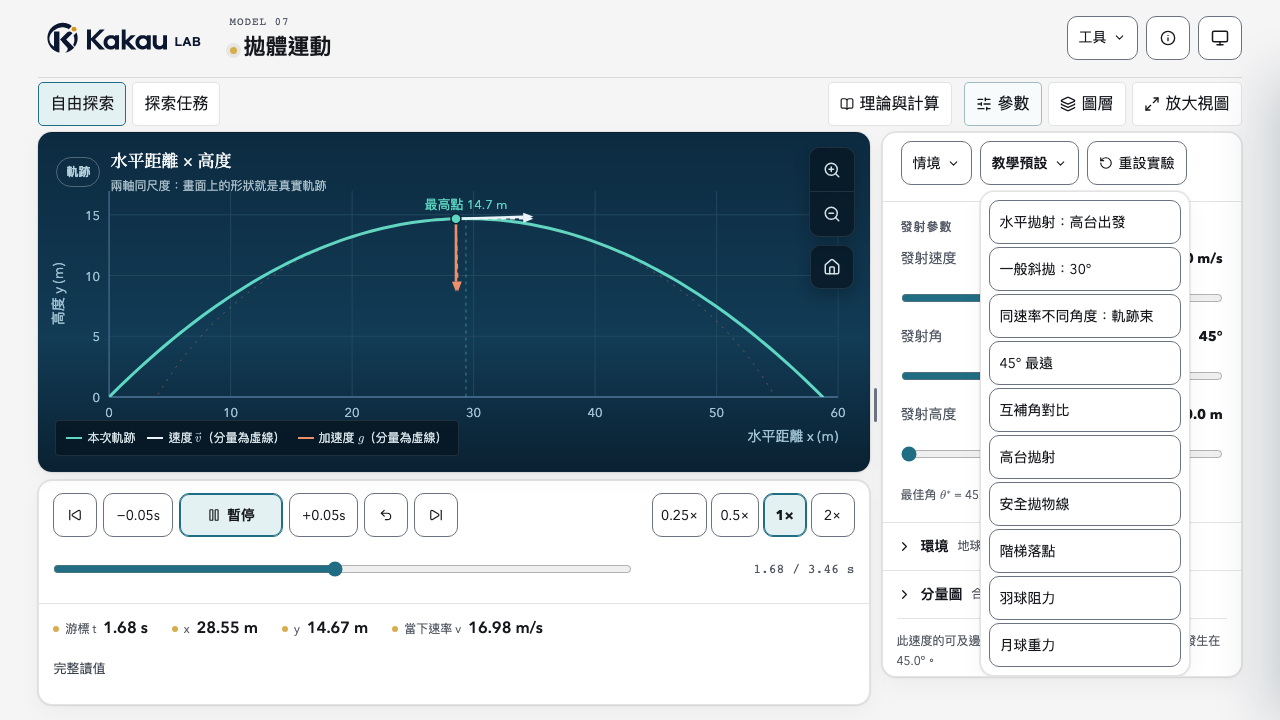 Kakau LAB
MODEL 07
拋體運動
工具
自由探索
探索任務
理論與計算
參數
圖層
放大視圖
軌跡
水平距離 × 高度
兩軸同尺度：畫面上的形狀就是真實軌跡
最高點 14.7 m
15
10
5
0
高度 y (m)
0 10 20 30 40 50 60
本次軌跡
速度 v⃗（分量為虛線）
加速度 g（分量為虛線）
水平距離 x (m)
−0.05s
暫停
+0.05s
0.25×
0.5×
1×
2×
1.68 / 3.46 s
游標 t 1.68 s
x 28.55 m
y 14.67 m
當下速率 v 16.98 m/s
完整讀值
情境
教學預設
重設實驗
發射參數
發射速度
m/s
發射角
45°
發射高度
.0 m
最佳角 θ* = 45
環境 地球
分量圖
此速度的可及邊
發生在
45.0°。
水平拋射：高台出發
一般斜拋：30°
同速率不同角度：軌跡束
45° 最遠
互補角對比
高台拋射
安全拋物線
階梯落點
羽球阻力
月球重力